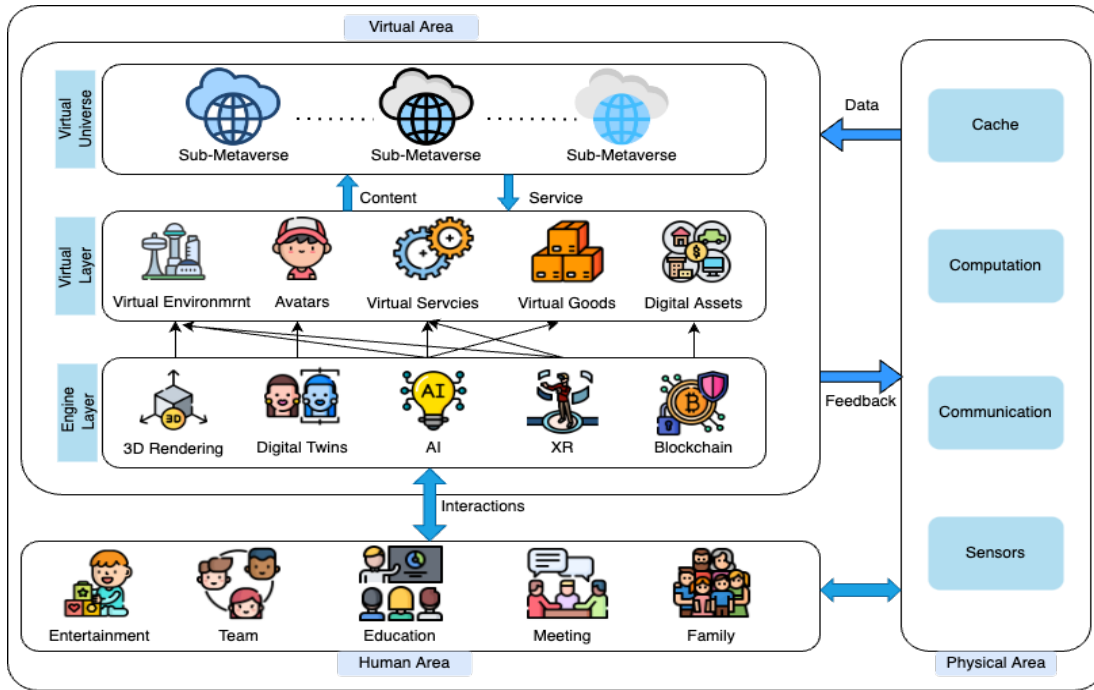 Virtual Area
Virtual
Universe
Sub-Metaverse
Sub-Metaverse
Sub-Metaverse
Content
Service
Virtual
Layer
Virtual Environmrnt
Avatars
Virtual Servcies
Virtual Goods
Digital Assets
Engine
Layer
3D
3D Rendering
Digital Twins
AI
AI
XR
Blockchain
Interactions
Entertainment
Team
Education
Meeting
Family
Human Area
Data
Feedback
Cache
Computation
Communication
Sensors
Physical Area